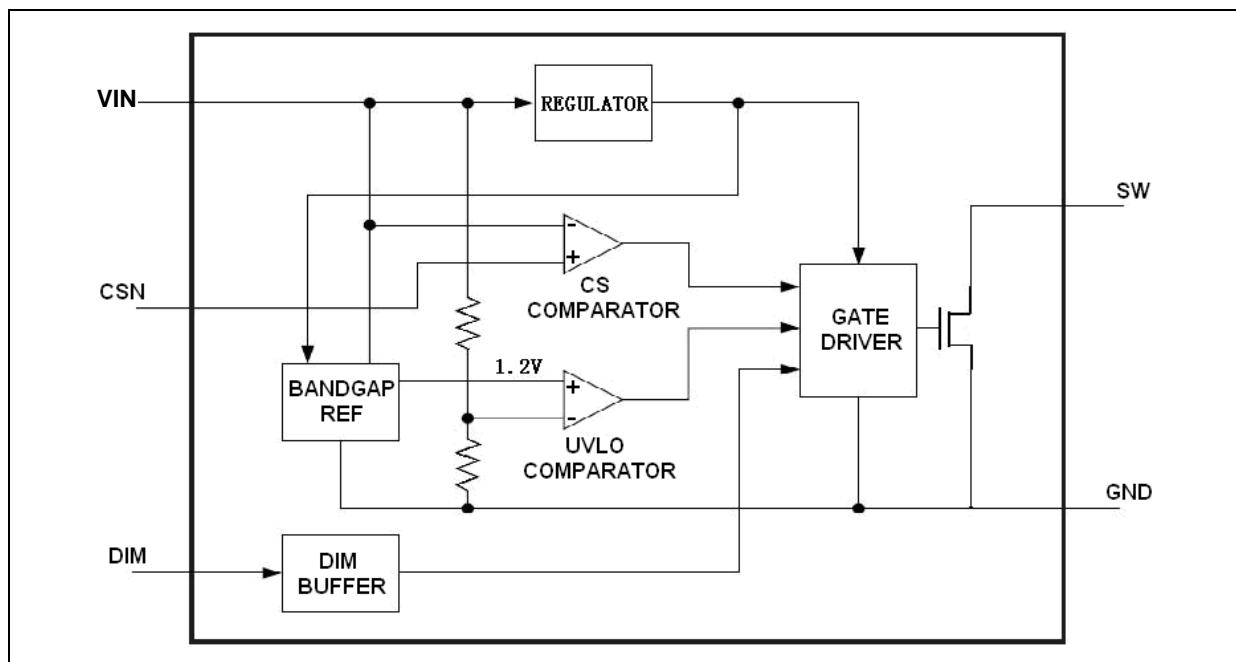 VIN
REGULATOR
SW
-
+
CS
COMPARATOR
CSN
GATE
DRIVER
BANDGAP
REF
1.2V
+
-
UVLO
COMPARATOR
GND
DIM
DIM
BUFFER